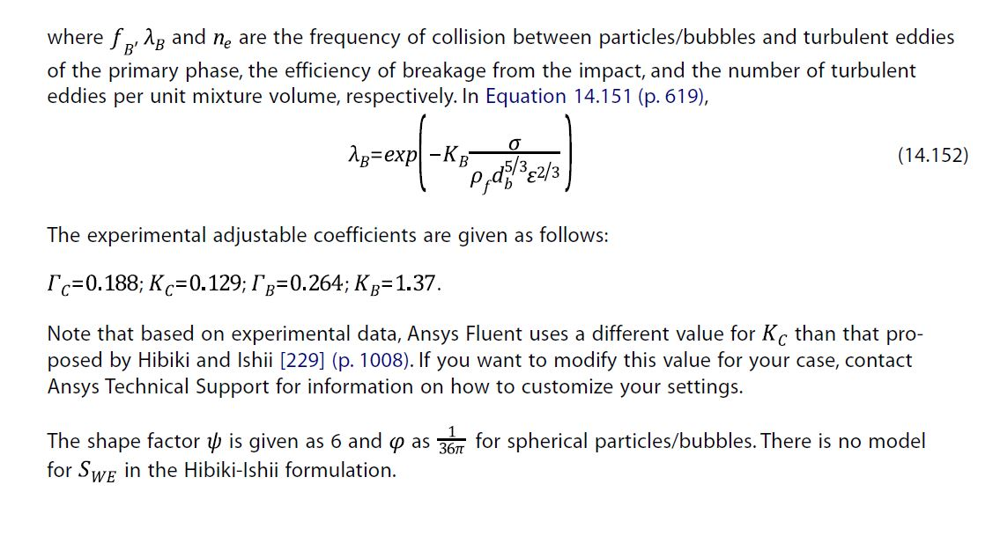 where f_B, λ_B and n_e are the frequency of collision between particles/bubbles and turbulent eddies
of the primary phase, the efficiency of breakage from the impact, and the number of turbulent
eddies per unit mixture volume, respectively. In Equation 14.151 (p. 619),
λ_B=exp(−K_B σ/(ρ_f d_b^{5/3} ε^{2/3})) (14.152)
The experimental adjustable coefficients are given as follows:
Γ_C=0.188; K_C=0.129; Γ_B=0.264; K_B=1.37.
Note that based on experimental data, Ansys Fluent uses a different value for K_C than that pro-
posed by Hibiki and Ishii [229] (p. 1008). If you want to modify this value for your case, contact
Ansys Technical Support for information on how to customize your settings.
The shape factor ψ is given as 6 and φ as 1/36π for spherical particles/bubbles. There is no model
for S_WE in the Hibiki-Ishii formulation.